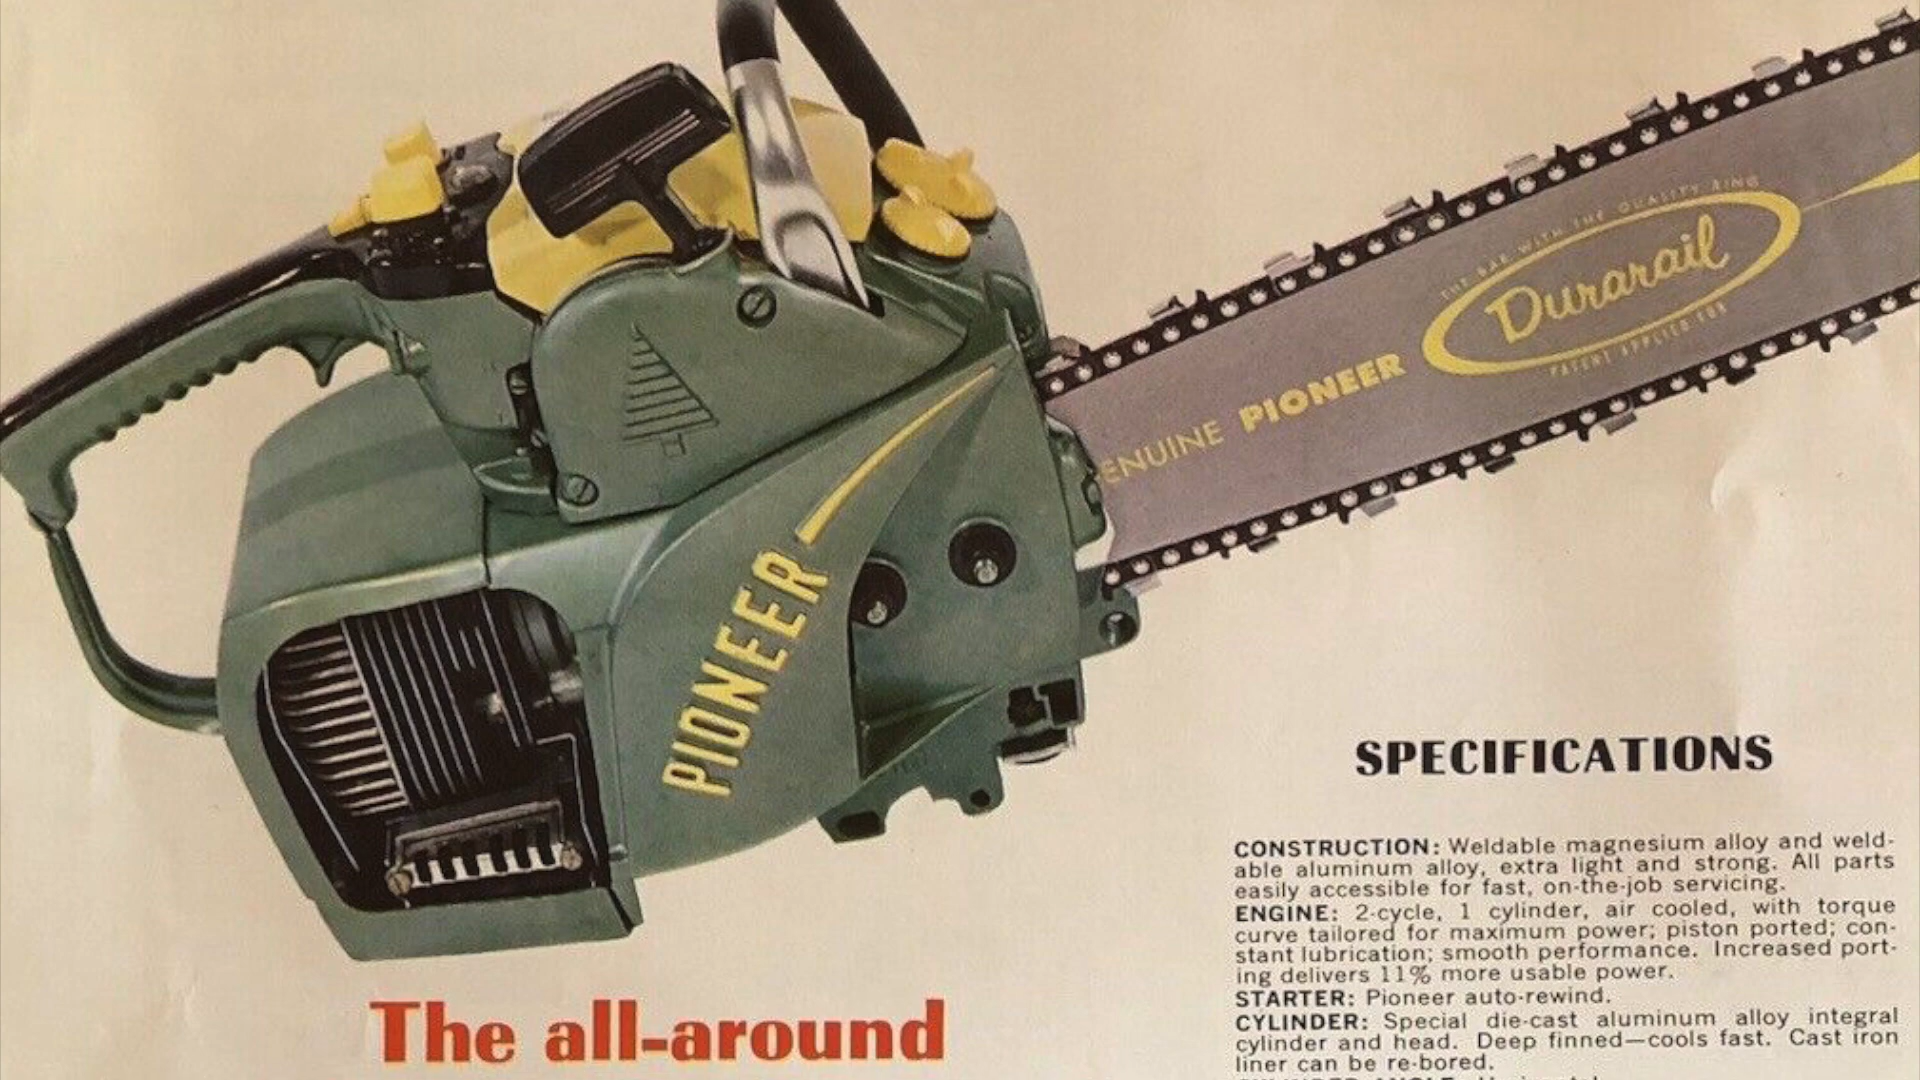 THE BAR WITH THE QUALITY RING
Durarail
PATENT APPLIED FOR
ENUINE PIONEER
PIONEER
SPECIFICATIONS
CONSTRUCTION: Weldable magnesium alloy and weld-
able aluminum alloy, extra light and strong. All parts
easily accessible for fast, on-the-job servicing.
ENGINE: 2-cycle, 1 cylinder, air cooled, with torque
curve tailored for maximum power; piston ported; con-
stant lubrication; smooth performance. Increased port-
ing delivers 11% more usable power.
STARTER: Pioneer auto-rewind.
CYLINDER: Special die-cast aluminum alloy integral
cylinder and head. Deep finned—cools fast. Cast iron
liner can be re-bored.
The all-around